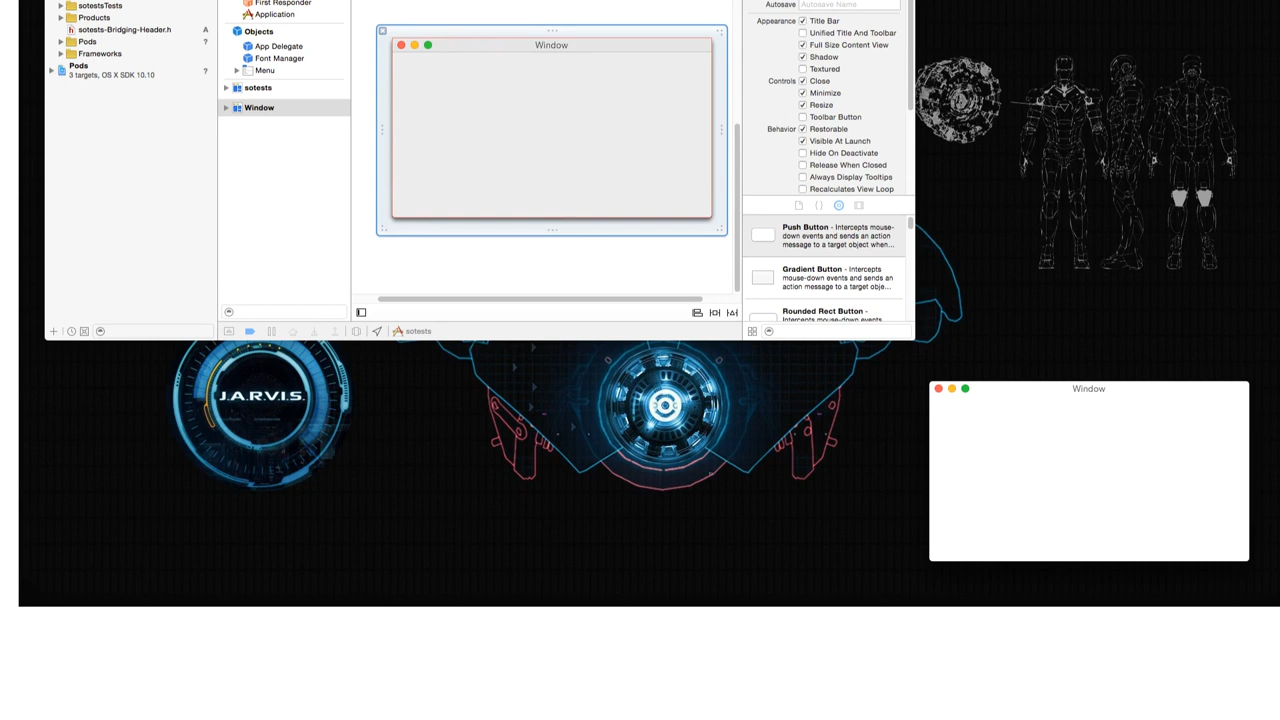 sotestsTests
Products
sotests-Bridging-Header.h A
Pods ?
Frameworks
Pods
3 targets, OS X SDK 10.10 ?
First Responder
Application
Objects
App Delegate
Font Manager
Menu
sotests
Window
Window
Autosave Autosave Name
Appearance Title Bar
Unified Title And Toolbar
Full Size Content View
Shadow
Textured
Controls Close
Minimize
Resize
Toolbar Button
Behavior Restorable
Visible At Launch
Hide On Deactivate
Release When Closed
Always Display Tooltips
Recalculates View Loop
Push Button - Intercepts mouse-
down events and sends an action
message to a target object when...
Gradient Button - Intercepts
mouse-down events and sends an
action message to a target obje...
Rounded Rect Button -
Intercepts mouse-down events
sotests
J.A.R.V.I.S.
Window